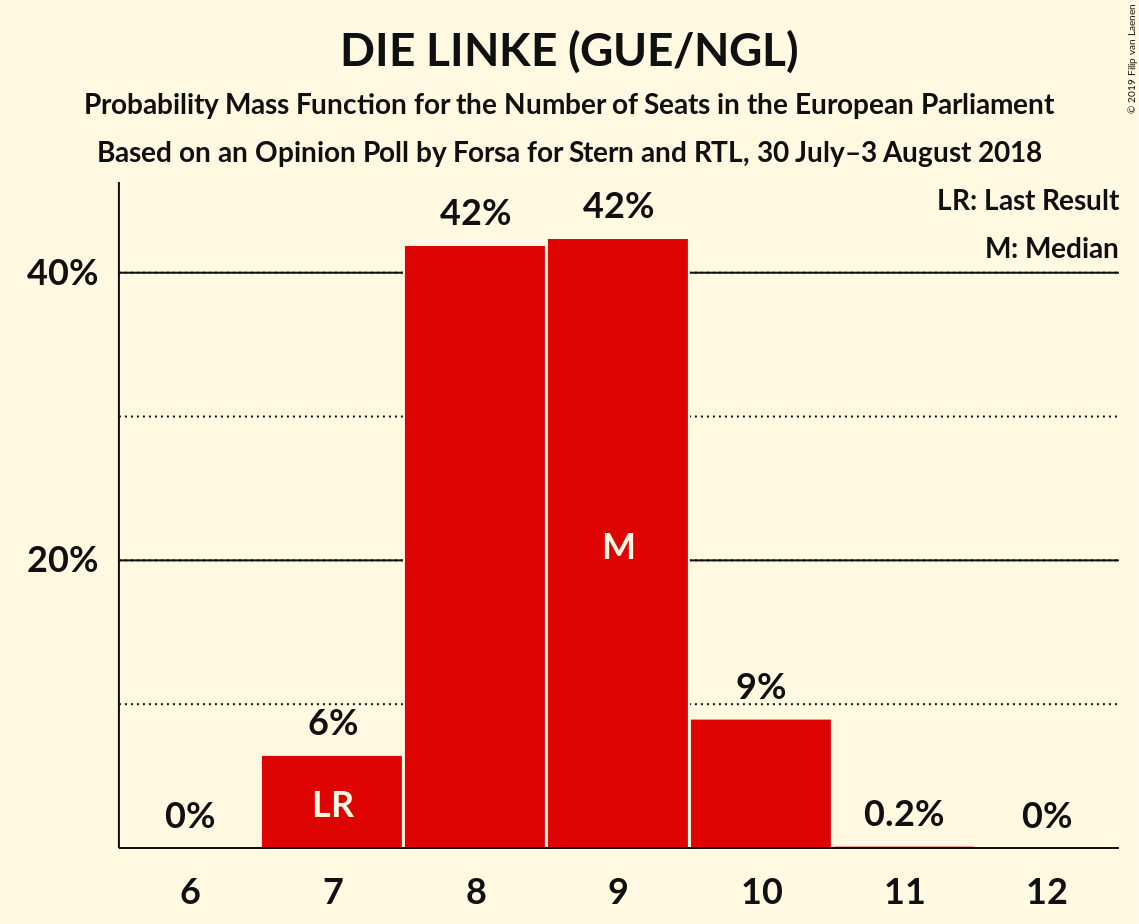 DIE LINKE (GUE/NGL)
Probability Mass Function for the Number of Seats in the European Parliament
Based on an Opinion Poll by Forsa for Stern and RTL, 30 July–3 August 2018
© 2019 Filip van Laenen
LR: Last Result
M: Median
40%
20%
0%
6%
42%
42%
9%
0.2%
0%
LR
M
6 7 8 9 10 11 12